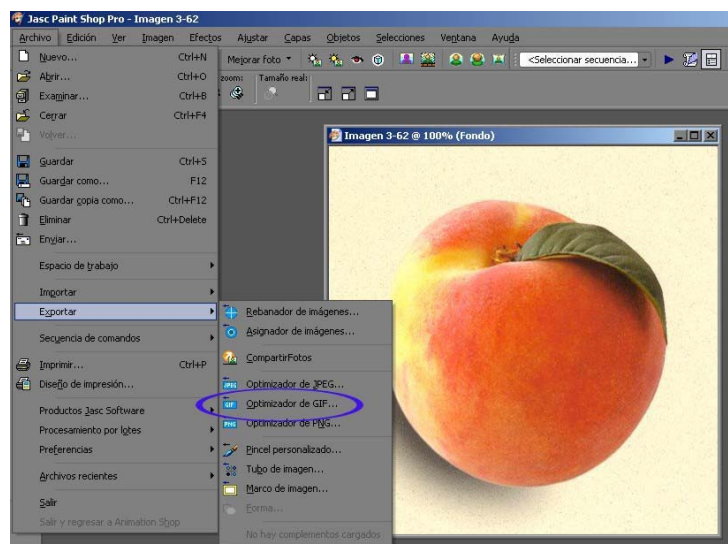 Jasc Paint Shop Pro - Imagen 3-62
Archivo Edición Ver Imagen Efectos Ajustar Capas Objetos Selecciones Ventana Ayuda
Nuevo... Ctrl+N
Mejorar foto
<Seleccionar secuencia...
Abrir... Ctrl+O
zoom: Tamaño real:
Examinar... Ctrl+B
Cerrar Ctrl+F4
Volver...
Imagen 3-62 @ 100% (Fondo)
Guardar Ctrl+S
Guardar como... F12
Guardar copia como... Ctrl+F12
Eliminar Ctrl+Delete
Enviar...
Espacio de trabajo
Importar
Exportar
Secuencia de comandos
Imprimir... Ctrl+P
Diseño de impresión...
Productos Jasc Software
Procesamiento por lotes
Preferencias
Archivos recientes
Salir
Salir y regresar a Animation Shop
Rebanador de imágenes...
Asignador de imágenes...
CompartirFotos
JPEG Optimizador de JPEG...
GIF Optimizador de GIF...
PNG Optimizador de PNG...
Pincel personalizado...
Tubo de imagen...
Marco de imagen...
Forma...
No hay complementos cargados